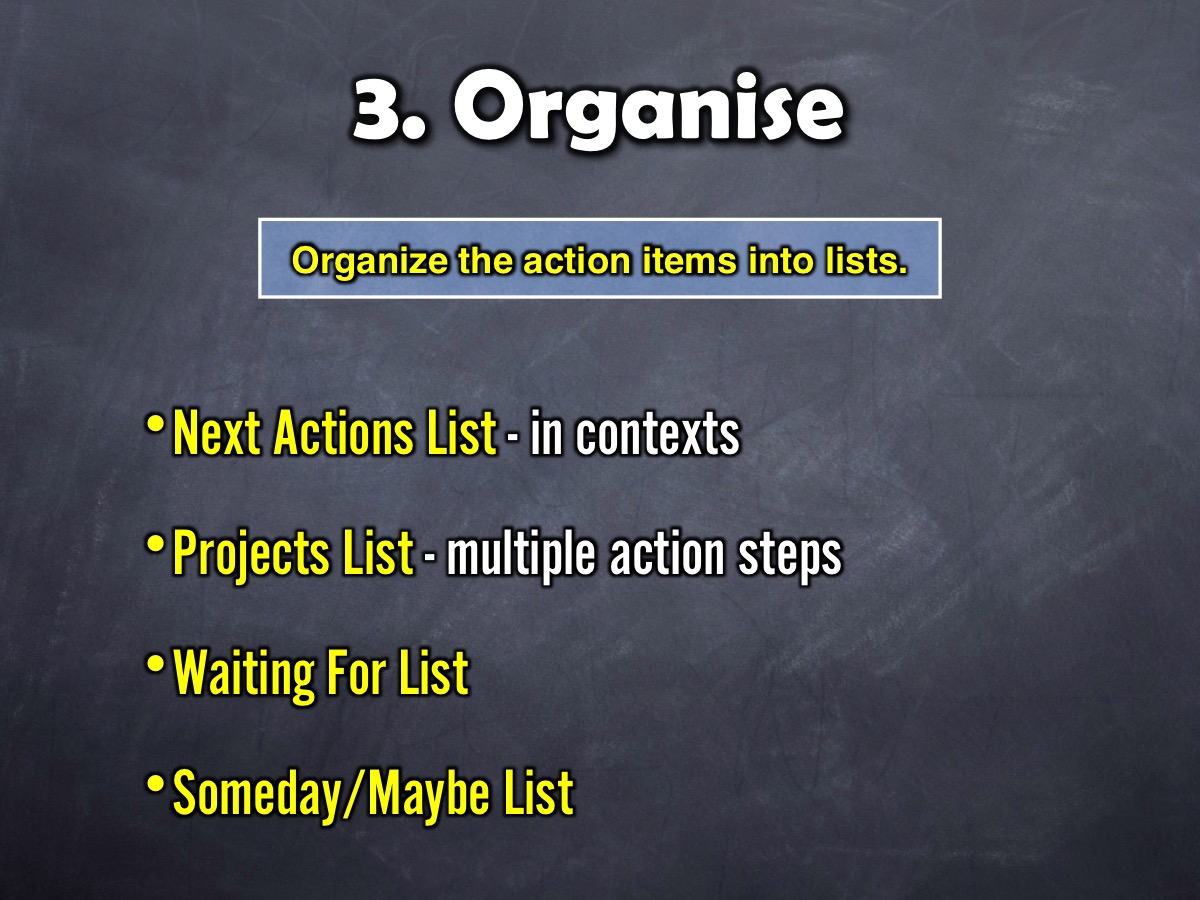 3. Organise
Organize the action items into lists.
• Next Actions List - in contexts
• Projects List - multiple action steps
• Waiting For List
• Someday/Maybe List